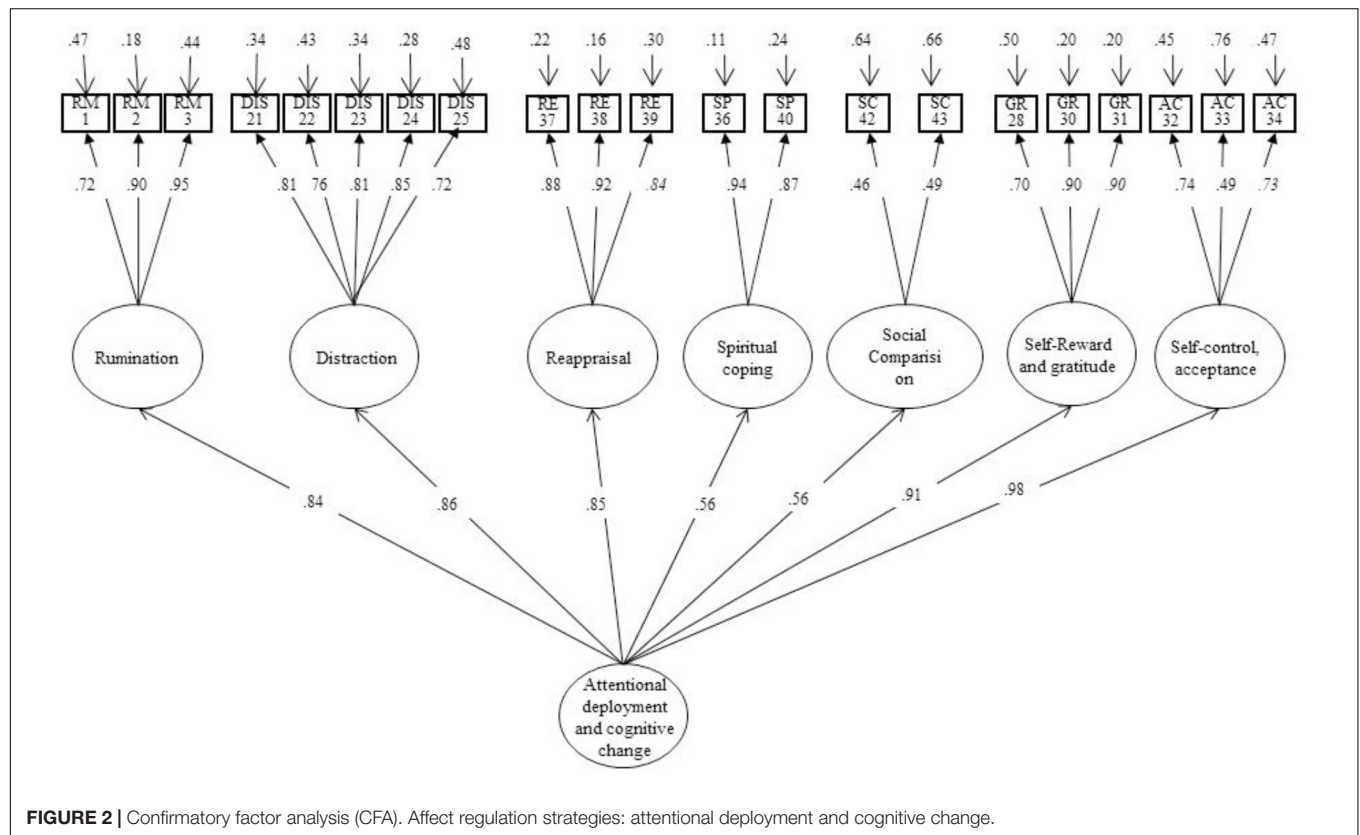 .47 .18 .44 .34 .43 .34 .28 .48 .22 .16 .30 .11 .24 .64 .66 .50 .20 .20 .45 .76 .47
RM RM RM DIS DIS DIS DIS DIS RE RE RE SP SP SC SC GR GR GR AC AC AC
1 2 3 21 22 23 24 25 37 38 39 36 40 42 43 28 30 31 32 33 34
.72 .90 .95 .81 76 .81 .85 .72 .88 .92 .84 .94 .87 .46 .49 .70 .90 .90 .74 .49 .73
Rumination
Distraction
Reappraisal
Spiritual
coping
Social
Comparisi
on
Self-Reward
and gratitude
Self-control,
acceptance
.84 .86 .85 .56 .56 .91 .98
Attentional
deployment
and cognitive
change
FIGURE 2 | Confirmatory factor analysis (CFA). Affect regulation strategies: attentional deployment and cognitive change.